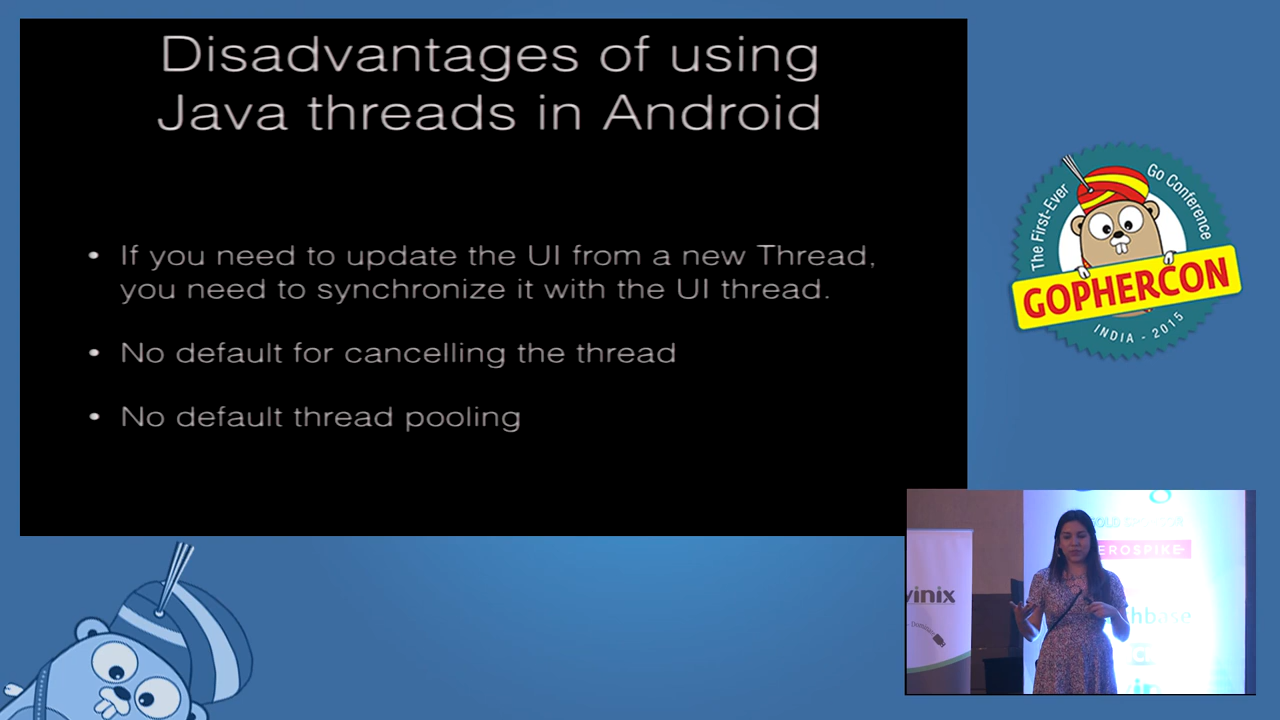 Disadvantages of using
Java threads in Android
• If you need to update the UI from a new Thread,
you need to synchronize it with the UI thread.
• No default for cancelling the thread
• No default thread pooling
The First-Ever
Go Conference
GOPHERCON
INDIA - 2015
EROSPIKE
vinix
hbase